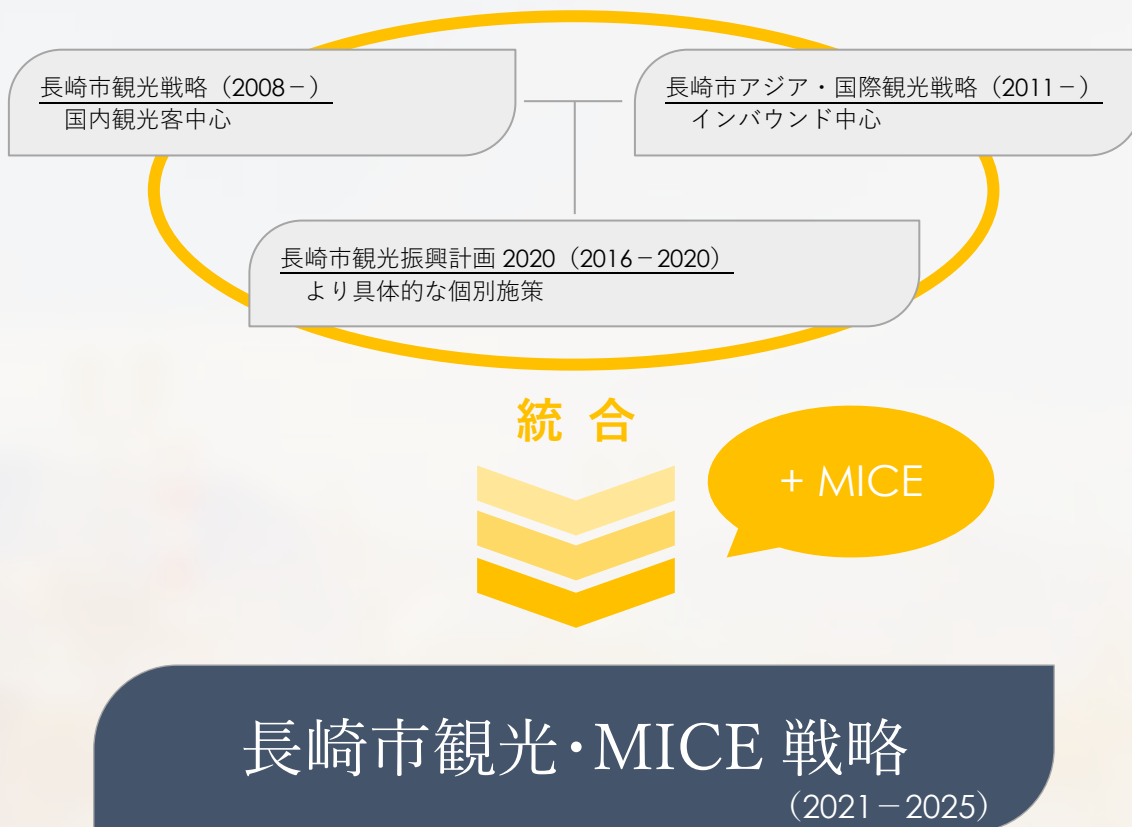 長崎市観光戦略（2008－）
国内観光客中心
長崎市アジア・国際観光戦略（2011－）
インバウンド中心
長崎市観光振興計画 2020（2016－2020）
より具体的な個別施策
統 合
+ MICE
長崎市観光・MICE 戦略
（2021－2025）